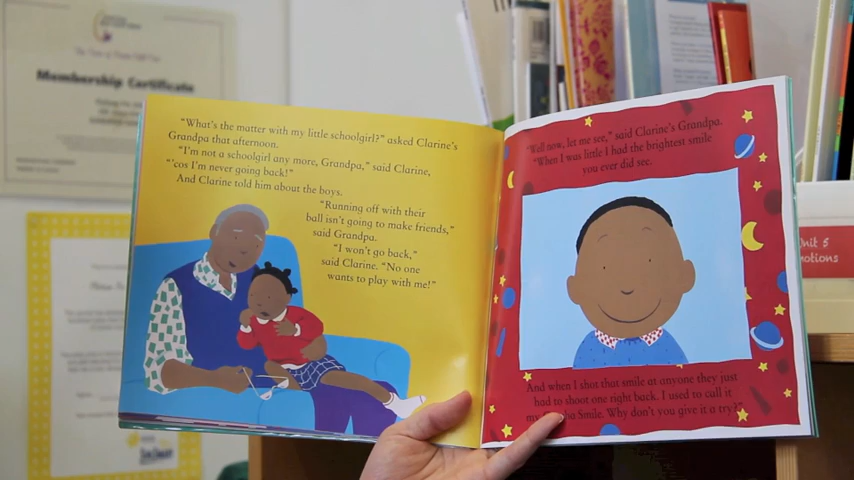 Membership Certificate
"What's the matter with my little schoolgirl?" asked Clarine's
Grandpa that afternoon.
"I'm not a schoolgirl any more, Grandpa," said Clarine,
"'cos I'm never going back!"
And Clarine told him about the boys.
"Running off with their
ball isn't going to make friends,"
said Grandpa.
"I won't go back,"
said Clarine. "No one
wants to play with me!"
"Well now, let me see," said Clarine's Grandpa.
"When I was little I had the brightest smile
you ever did see.
And when I shot that smile at anyone they just
had to shoot one right back. I used to call it
my Smile. Why don't you give it a try?"
Unit 5